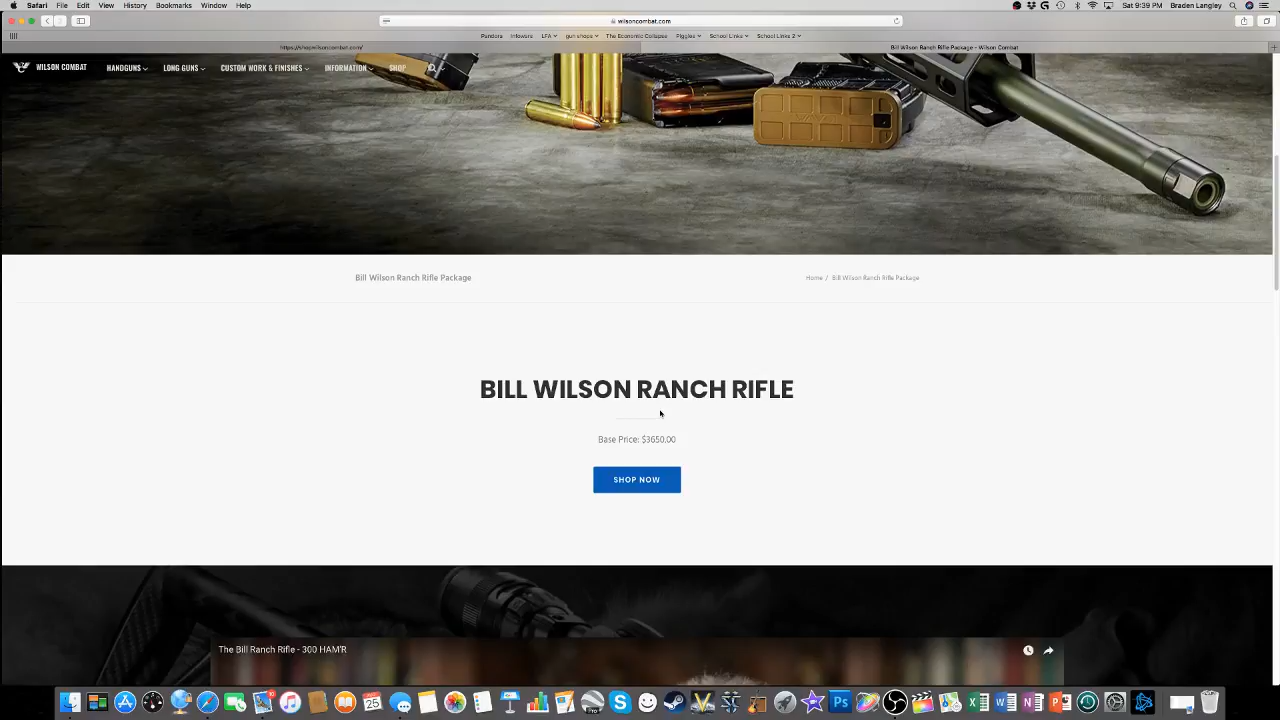 Safari File Edit View History Bookmarks Window Help
Sat 9:39 PM Braden Langley
wilsoncombat.com
Pandora Infowars LFA gun shops The Economic Collapse Piggies School Links School Links 2
https://shopwilsoncombat.com/
Bill Wilson Ranch Rifle Package - Wilson Combat
WILSON COMBAT HANDGUNS LONG GUNS CUSTOM WORK & FINISHES INFORMATION SHOP
Bill Wilson Ranch Rifle Package
Home / Bill Wilson Ranch Rifle Package
BILL WILSON RANCH RIFLE
Base Price: $3650.00
SHOP NOW
The Bill Ranch Rifle - 300 HAM'R